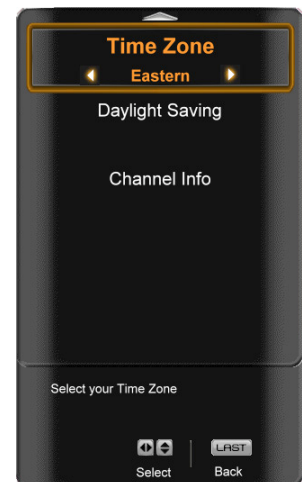 Time Zone
Eastern
Daylight Saving
Channel Info
Select your Time Zone
LAST
Select Back